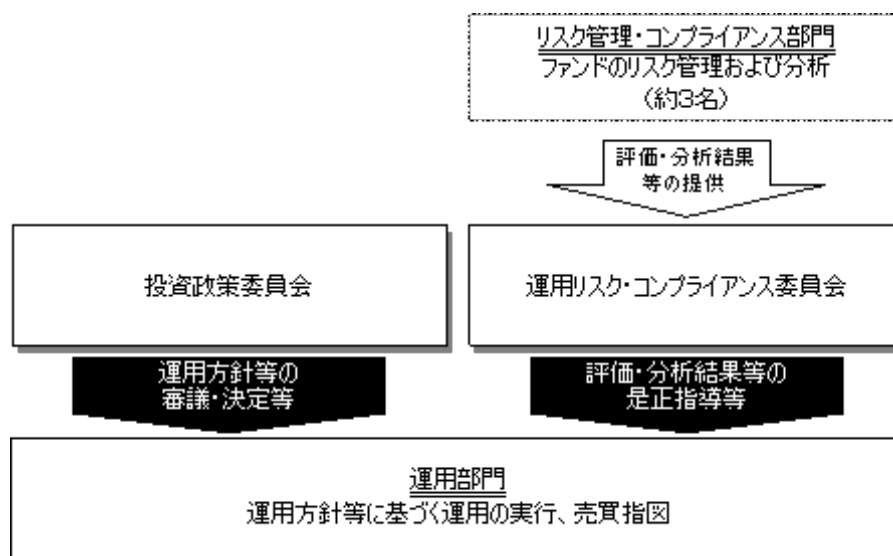 リスク管理・コンプライアンス部門
ファンドのリスク管理および分析
(約3名)
評価・分析結果
等の提供
投資政策委員会
運用リスク・コンプライアンス委員会
運用方針等の
審議・決定等
評価・分析結果等の
是正指導等
運用部門
運用方針等に基づく運用の実行、売買指図